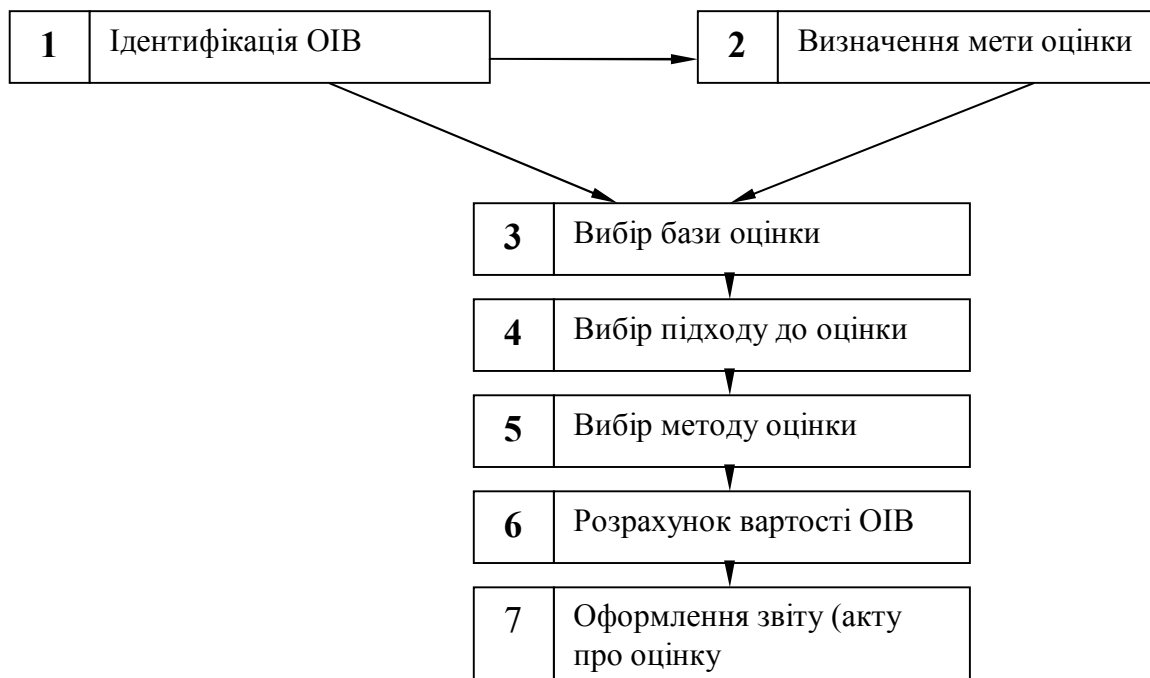 1 Ідентифікація ОІВ
2 Визначення мети оцінки
3 Вибір бази оцінки
4 Вибір підходу до оцінки
5 Вибір методу оцінки
6 Розрахунок вартості ОІВ
7 Оформлення звіту (акту
про оцінку